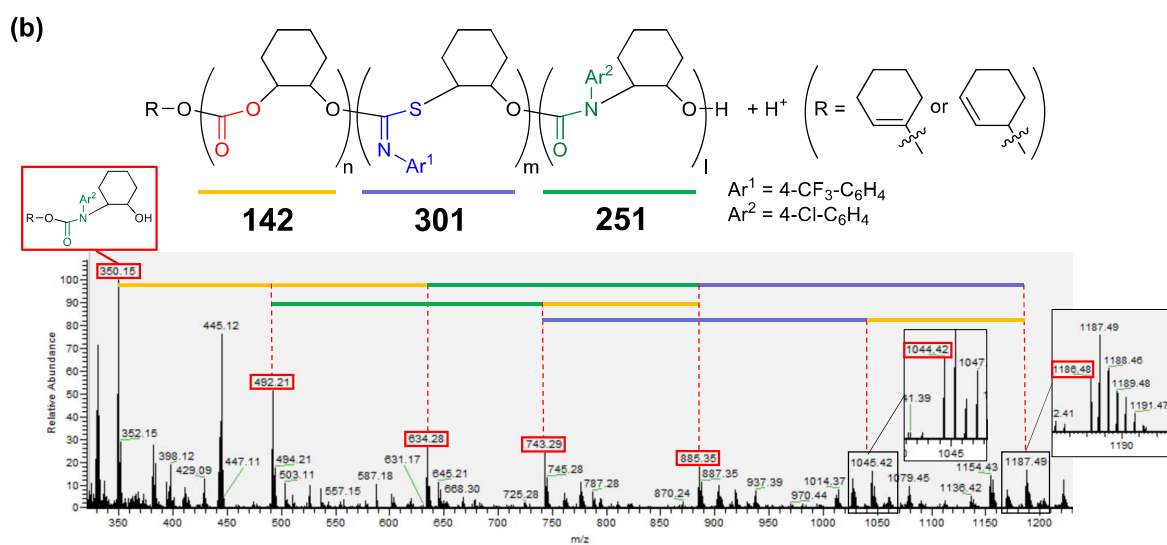 (b)
R—O
O
O
O
S
N
Ar¹
n
m
O
O
N
Ar²
O
H
l
+ H⁺
R =
or
142
301
251
Ar¹ = 4-CF₃-C₆H₄
Ar² = 4-Cl-C₆H₄
R—O
O
N
Ar²
OH
350.15
445.12
492.21
634.28
743.29
885.35
1044.42
1047
41.39
1045
1187.49
1186.48
1188.46
1189.48
1191.47
2.41
1190
352.15
398.12
429.09
447.11
494.21
503.11
557.15
587.18
631.17
645.21
668.30
725.28
745.28
787.28
870.24
887.35
937.39
970.44
1014.37
1045.42
1079.45
1136.42
1154.43
1187.49
Relative Abundance
100
90
80
70
60
50
40
30
20
10
0
350
400
450
500
550
600
650
700
750
800
850
900
950
1000
1050
1100
1150
1200
m/z